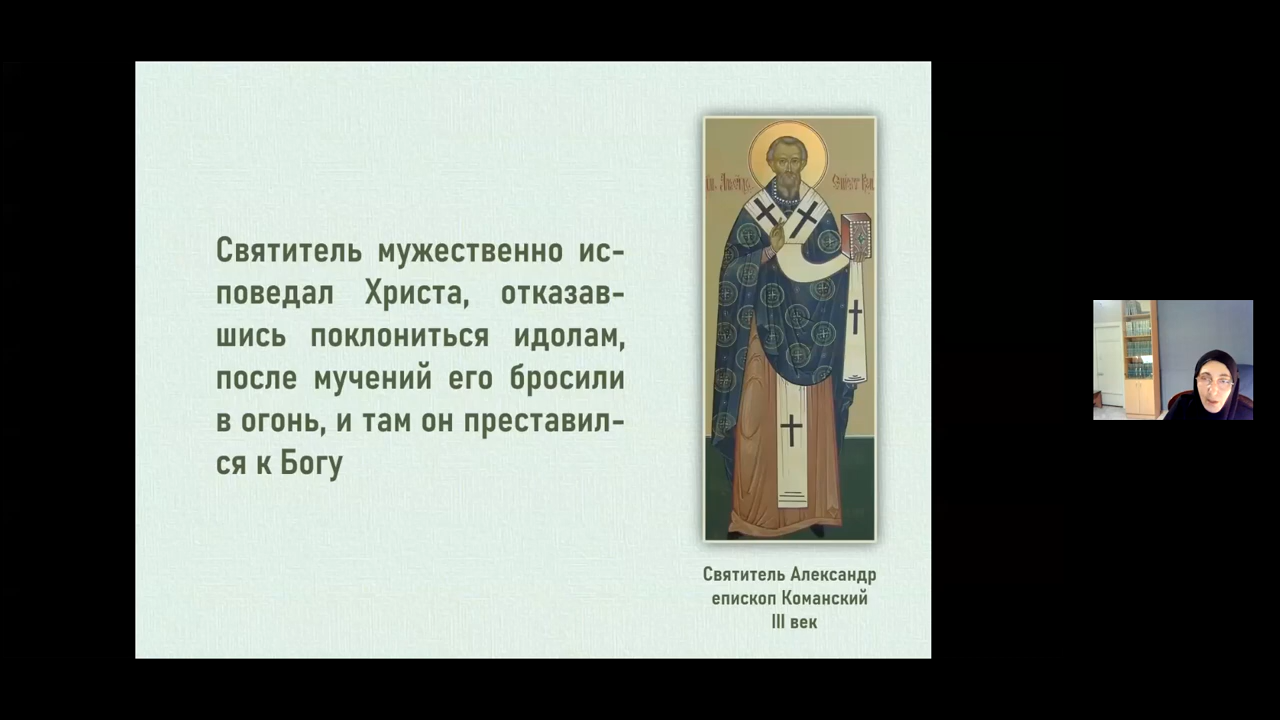 Святитель мужественно ис-
поведал Христа, отказав-
шись поклониться идолам,
после мучений его бросили
в огонь, и там он преставил-
ся к Богу
Святитель Александр
епископ Команский
III век